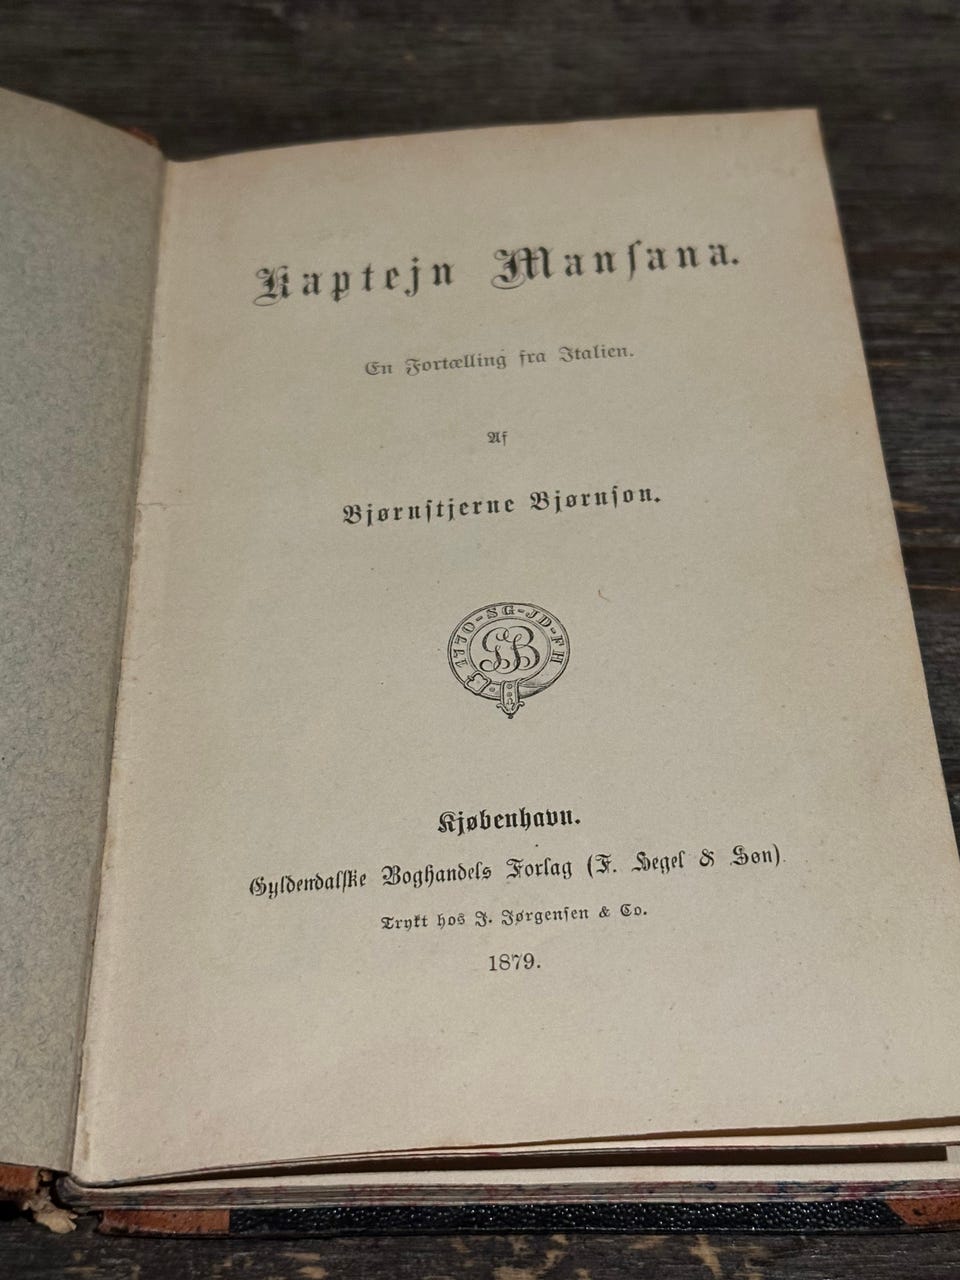 Kaptejn Manſana.
En Fortælling fra Italien.
Af
Bjørnſtjerne Bjørnſon.
1770-SG-JD-FH
GB
Kjøbenhavn.
Gyldendalſke Boghandels Forlag (F. Hegel & Søn).
Trykt hos J. Jørgenſen & Co.
1879.